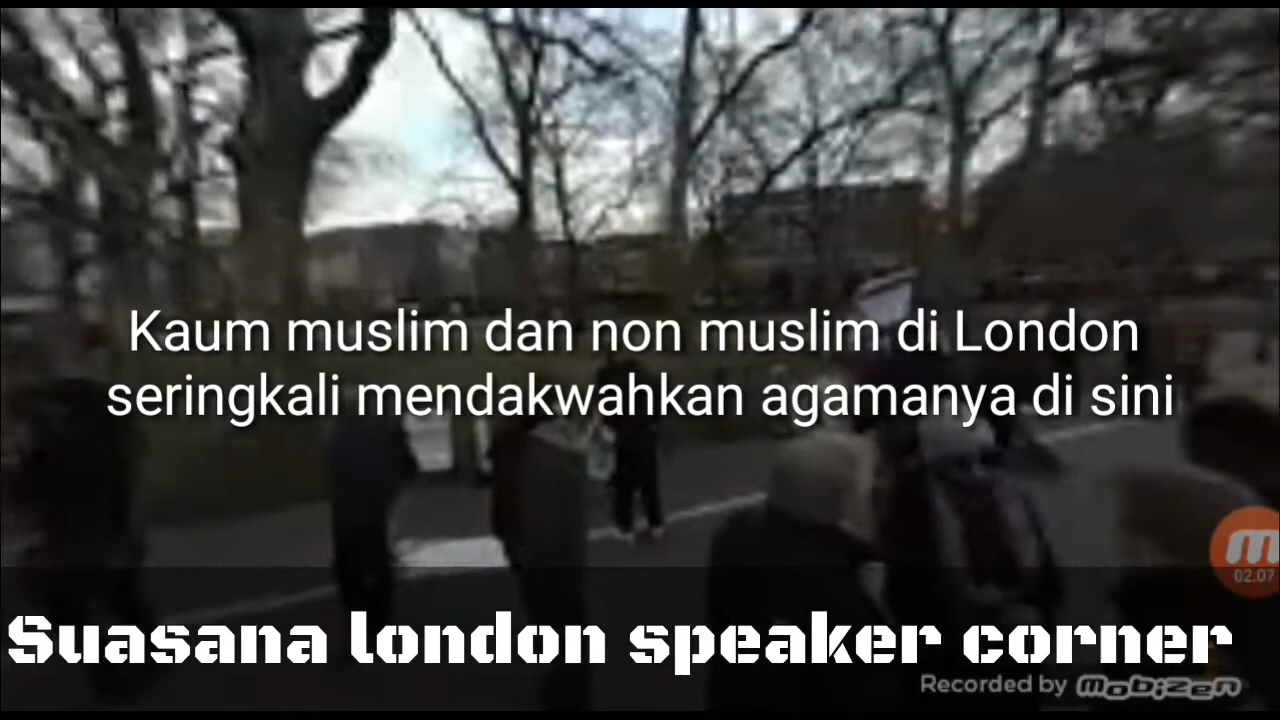 Kaum muslim dan non muslim di London
seringkali mendakwahkan agamanya di sini
M
02:07
Suasana london speaker corner
Recorded by Mobizen